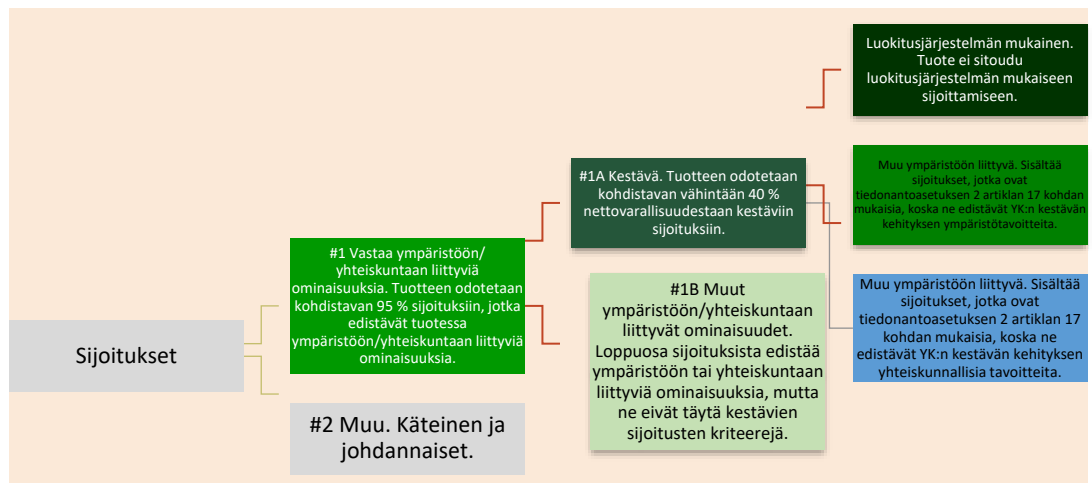 Sijoitukset
#1 Vastaa ympäristöön/
yhteiskuntaan liittyviä
ominaisuuksia. Tuotteen odotetaan
kohdistavan 95 % sijoituksiin, jotka
edistävät tuotessa
ympäristöön/yhteiskuntaan liittyviä
ominaisuuksia.
#2 Muu. Käteinen ja
johdannaiset.
#1A Kestävä. Tuotteen odotetaan
kohdistavan vähintään 40 %
nettovarallisuudestaan kestäviin
sijoituksiin.
#1B Muut
ympäristöön/yhteiskuntaan
liittyvät ominaisuudet.
Loppuosa sijoituksista edistää
ympäristöön tai yhteiskuntaan
liittyviä ominaisuuksia, mutta
ne eivät täytä kestävien
sijoitusten kriteerejä.
Luokitusjärjestelmän mukainen.
Tuote ei sitoudu
luokitusjärjestelmän mukaiseen
sijoittamiseen.
Muu ympäristöön liittyvä. Sisältää
sijoitukset, jotka ovat
tiedonantoasetuksen 2 artiklan 17 kohdan
mukaisia, koska ne edistävät YK:n kestävän
kehityksen ympäristötavoitteita.
Muu ympäristöön liittyvä. Sisältää
sijoitukset, jotka ovat
tiedonantoasetuksen 2 artiklan 17
kohdan mukaisia, koska ne
edistävät YK:n kestävän kehityksen
yhteiskunnallisia tavoitteita.